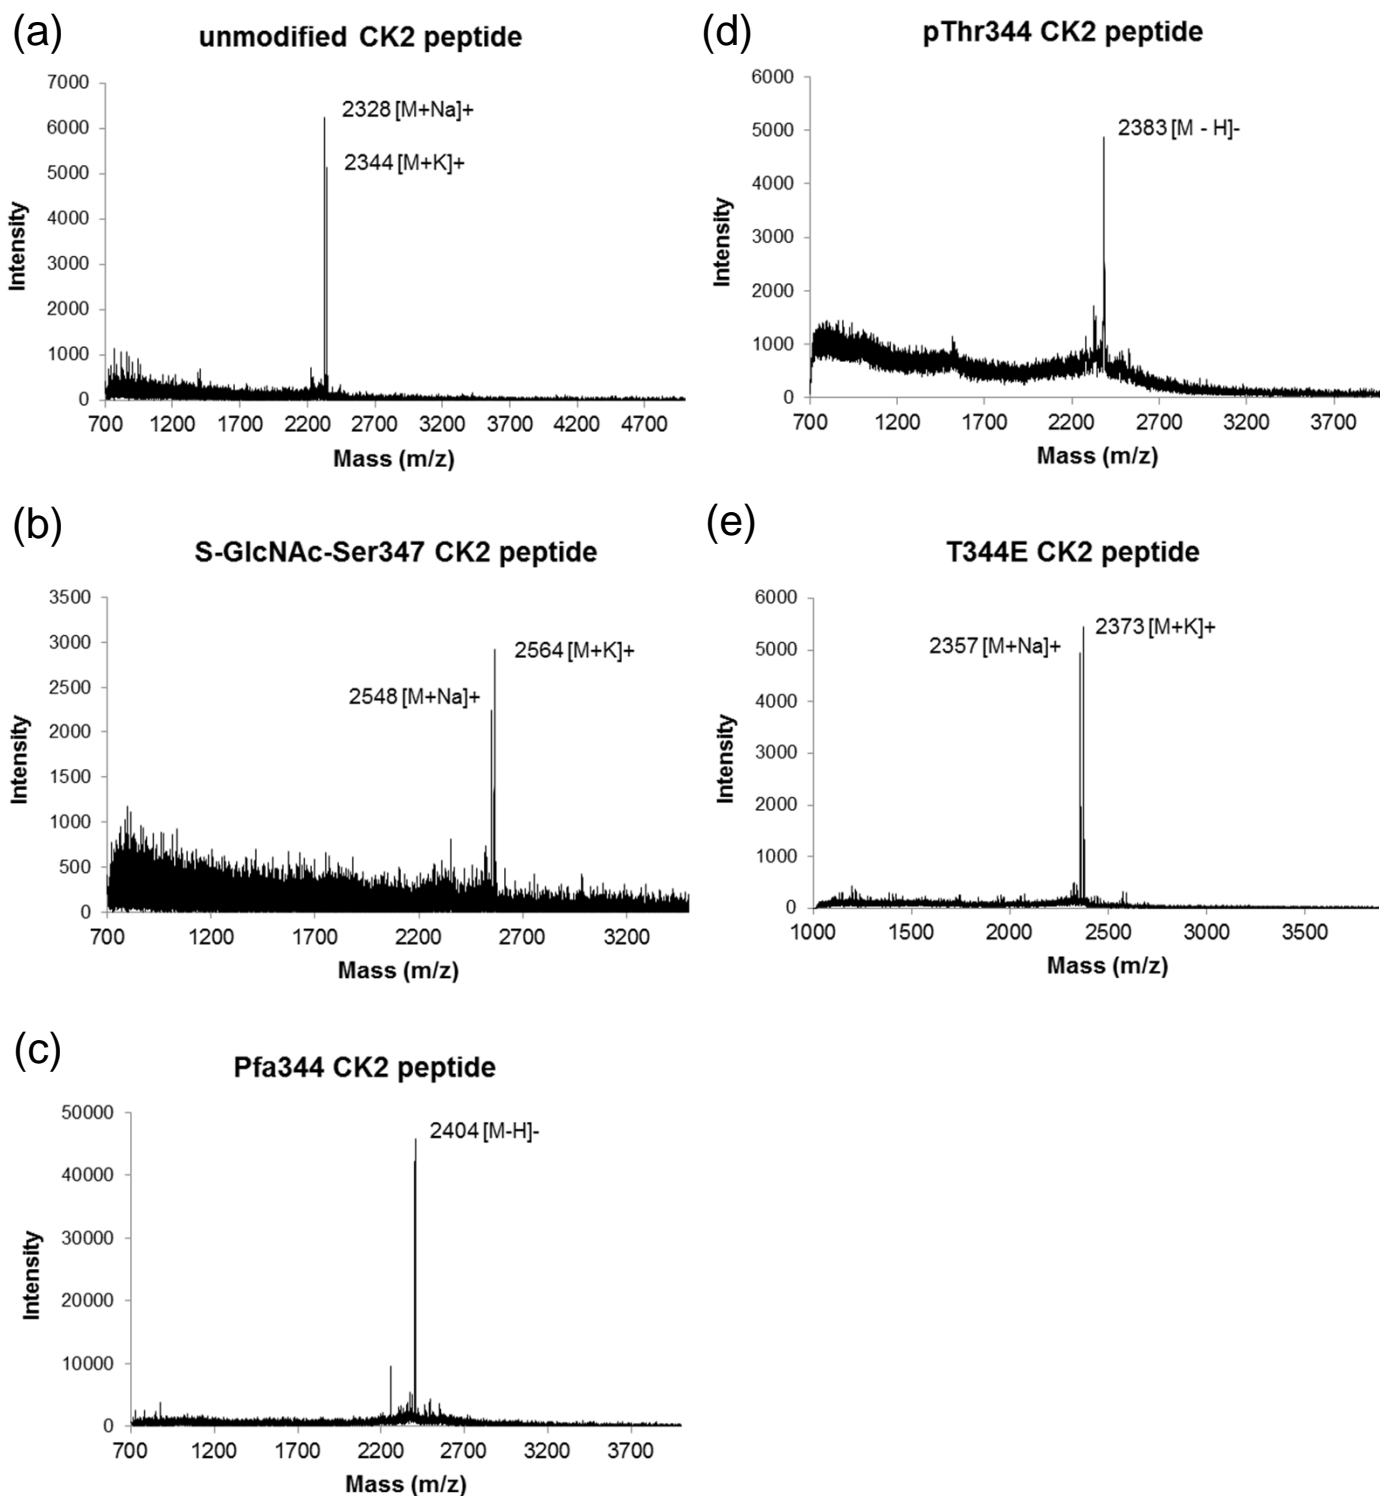 (a)
unmodified CK2 peptide
7000
6000
5000
4000
3000
2000
1000
0
2328 [M+Na]+
2344 [M+K]+
Intensity
700 1200 1700 2200 2700 3200 3700 4200 4700
Mass (m/z)
(d)
pThr344 CK2 peptide
6000
5000
4000
3000
2000
1000
0
2383 [M - H]-
Intensity
700 1200 1700 2200 2700 3200 3700
Mass (m/z)
(b)
S-GlcNAc-Ser347 CK2 peptide
3500
3000
2500
2000
1500
1000
500
0
2564 [M+K]+
2548 [M+Na]+
Intensity
700 1200 1700 2200 2700 3200
Mass (m/z)
(e)
T344E CK2 peptide
6000
5000
4000
3000
2000
1000
0
2373 [M+K]+
2357 [M+Na]+
Intensity
1000 1500 2000 2500 3000 3500
Mass (m/z)
(c)
Pfa344 CK2 peptide
50000
40000
30000
20000
10000
0
2404 [M-H]-
Intensity
700 1200 1700 2200 2700 3200 3700
Mass (m/z)